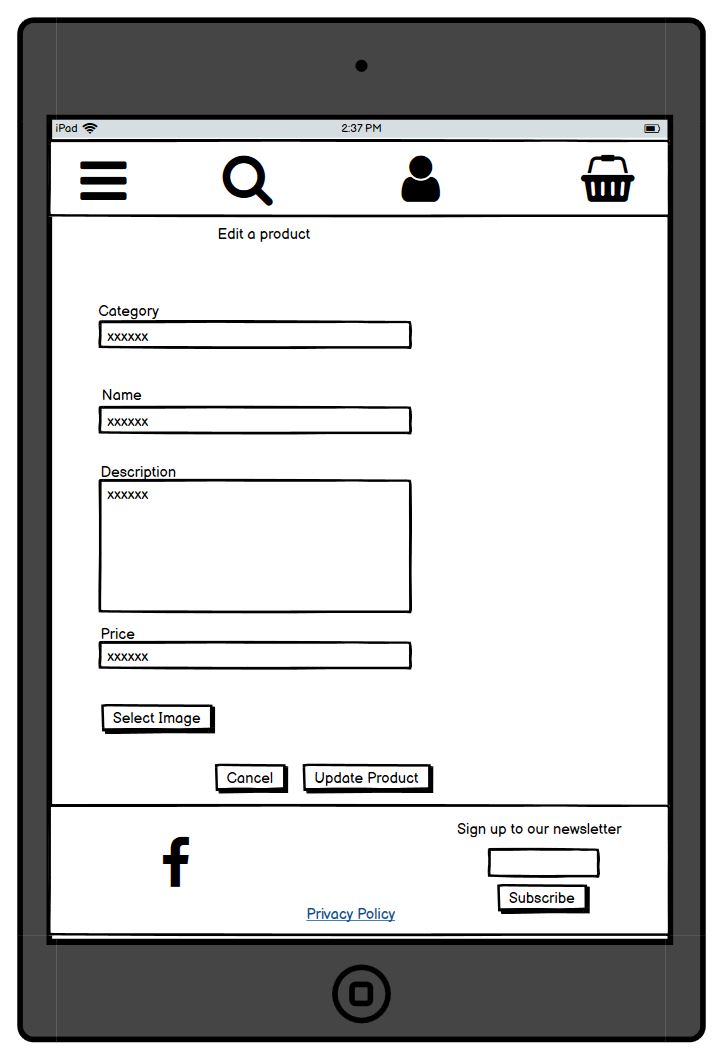 iPad 2:37 PM
Edit a product
Category
xxxxxx
Name
xxxxxx
Description
xxxxxx
Price
xxxxxx
Select Image
Cancel Update Product
Sign up to our newsletter
Subscribe
Privacy Policy